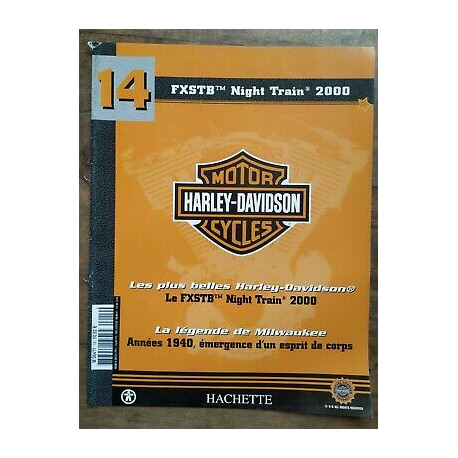 14
FXSTB™ Night Train® 2000
MOTOR
HARLEY-DAVIDSON
CYCLES
Les plus belles Harley-Davidson®
Le FXSTB™ Night Train® 2000
La légende de Milwaukee
Années 1940, émergence d'un esprit de corps
HACHETTE